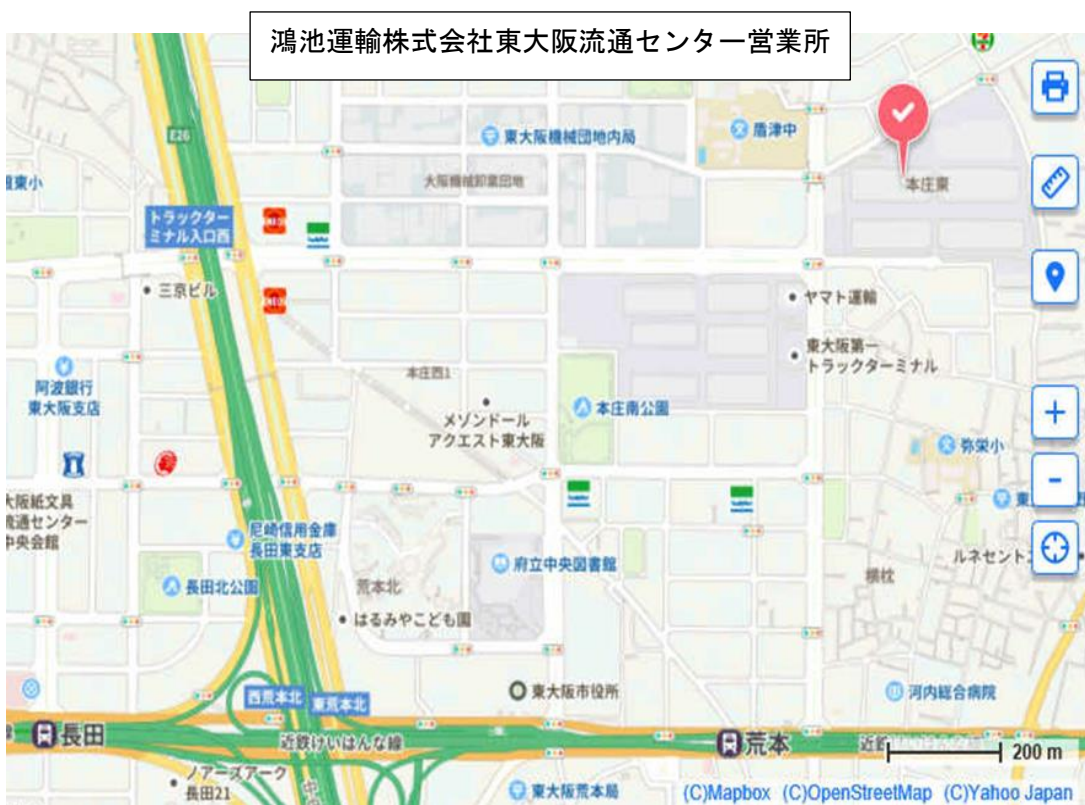 鴻池運輸株式会社東大阪流通センター営業所
E26
東大阪機械団地内局
盾津中
大阪機械卸業団地
本庄東
東小
トラックター
ミナル入口西
三京ビル
ヤマト運輸
東大阪第一
トラックターミナル
阿波銀行
東大阪支店
本庄西1
メゾンドール
アクエスト東大阪
本庄南公園
弥栄小
大阪紙文具
流通センター
中央会館
尼崎信用金庫
長田東支店
府立中央図書館
ルネセント
長田北公園
荒本北
横枕
はるみやこども園
西荒本北
東荒本北
東大阪市役所
河内総合病院
長田
近鉄けいはんな線
荒本
近鉄けいはんな線
200 m
ノアーズアーク
長田21
東大阪荒本局
(C)Mapbox (C)OpenStreetMap (C)Yahoo Japan